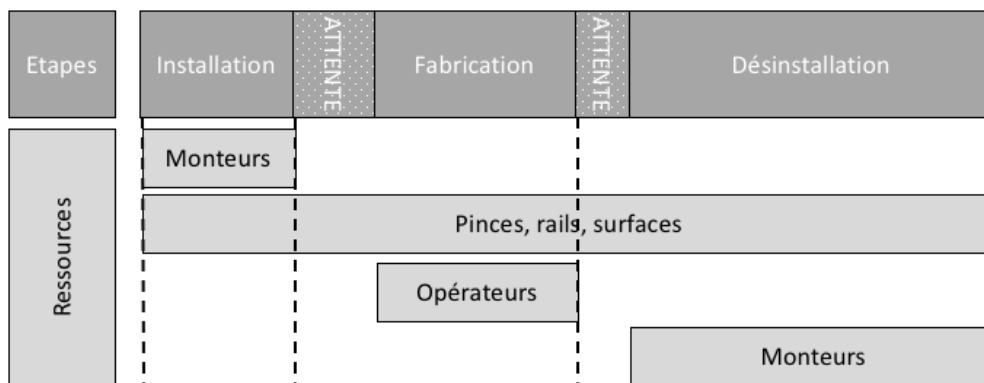 Etapes
Installation
ATTENTE
Fabrication
ATTENTE
Désinstallation
Ressources
Monteurs
Pinces, rails, surfaces
Opérateurs
Monteurs